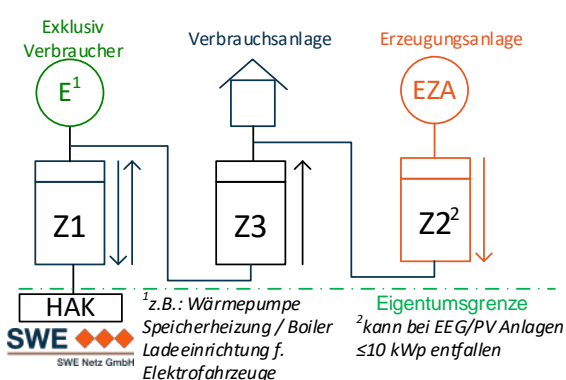 Exklusiv
Verbraucher
Verbrauchsanlage
Erzeugungsanlage
E¹
EZA
Z1
Z3
Z2²
HAK
SWE
SWE Netz GmbH
¹z.B.: Wärmepumpe
Speicherheizung / Boiler
Ladeeinrichtung f.
Elektrofahrzeuge
Eigentumsgrenze
²kann bei EEG/PV Anlagen
≤10 kWp entfallen